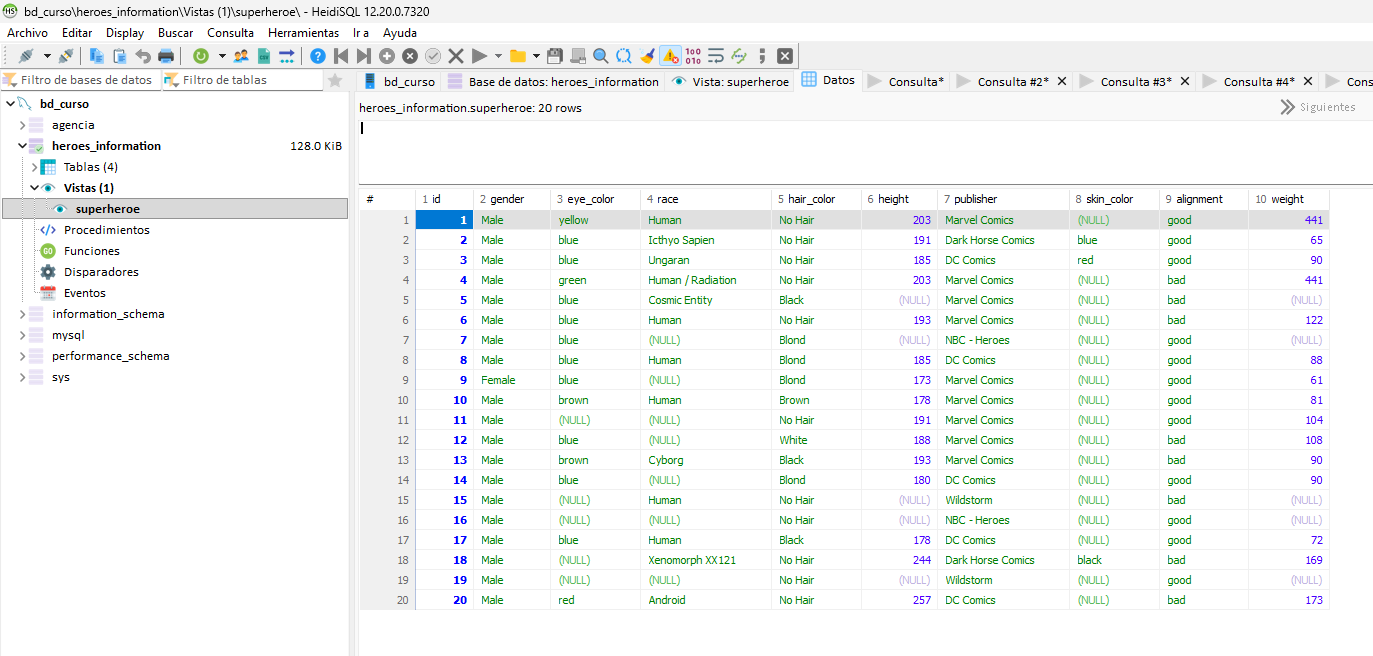 bd_curso\heroes_information\Vistas (1)\superheroe\ - HeidiSQL 12.20.0.7320
Archivo Editar Display Buscar Consulta Herramientas Ir a Ayuda
Filtro de bases de datos Filtro de tablas bd_curso Base de datos: heroes_information Vista: superheroe Datos Consulta* Consulta #2* Consulta #3* Consulta #4* Cons
heroes_information.superheroe: 20 rows Siguientes
bd_curso
agencia
heroes_information 128.0 KiB
Tablas (4)
Vistas (1)
superheroe
Procedimientos
Funciones
Disparadores
Eventos
information_schema
mysql
performance_schema
sys
# 1 id 2 gender 3 eye_color 4 race 5 hair_color 6 height 7 publisher 8 skin_color 9 alignment 10 weight
1 1 Male yellow Human No Hair 203 Marvel Comics (NULL) good 441
2 2 Male blue Icthyo Sapien No Hair 191 Dark Horse Comics blue good 65
3 3 Male blue Ungaran No Hair 185 DC Comics red good 90
4 4 Male green Human / Radiation No Hair 203 Marvel Comics (NULL) bad 441
5 5 Male blue Cosmic Entity Black (NULL) Marvel Comics (NULL) bad (NULL)
6 6 Male blue Human No Hair 193 Marvel Comics (NULL) bad 122
7 7 Male blue (NULL) Blond (NULL) NBC - Heroes (NULL) good (NULL)
8 8 Male blue Human Blond 185 DC Comics (NULL) good 88
9 9 Female blue (NULL) Blond 173 Marvel Comics (NULL) good 61
10 10 Male brown Human Brown 178 Marvel Comics (NULL) good 81
11 11 Male (NULL) (NULL) No Hair 191 Marvel Comics (NULL) good 104
12 12 Male blue (NULL) White 188 Marvel Comics (NULL) bad 108
13 13 Male brown Cyborg Black 193 Marvel Comics (NULL) bad 90
14 14 Male blue (NULL) Blond 180 DC Comics (NULL) good 90
15 15 Male (NULL) Human No Hair (NULL) Wildstorm (NULL) bad (NULL)
16 16 Male (NULL) (NULL) No Hair (NULL) NBC - Heroes (NULL) good (NULL)
17 17 Male blue Human Black 178 DC Comics (NULL) good 72
18 18 Male (NULL) Xenomorph XX121 No Hair 244 Dark Horse Comics black bad 169
19 19 Male (NULL) (NULL) No Hair (NULL) Wildstorm (NULL) good (NULL)
20 20 Male red Android No Hair 257 DC Comics (NULL) bad 173